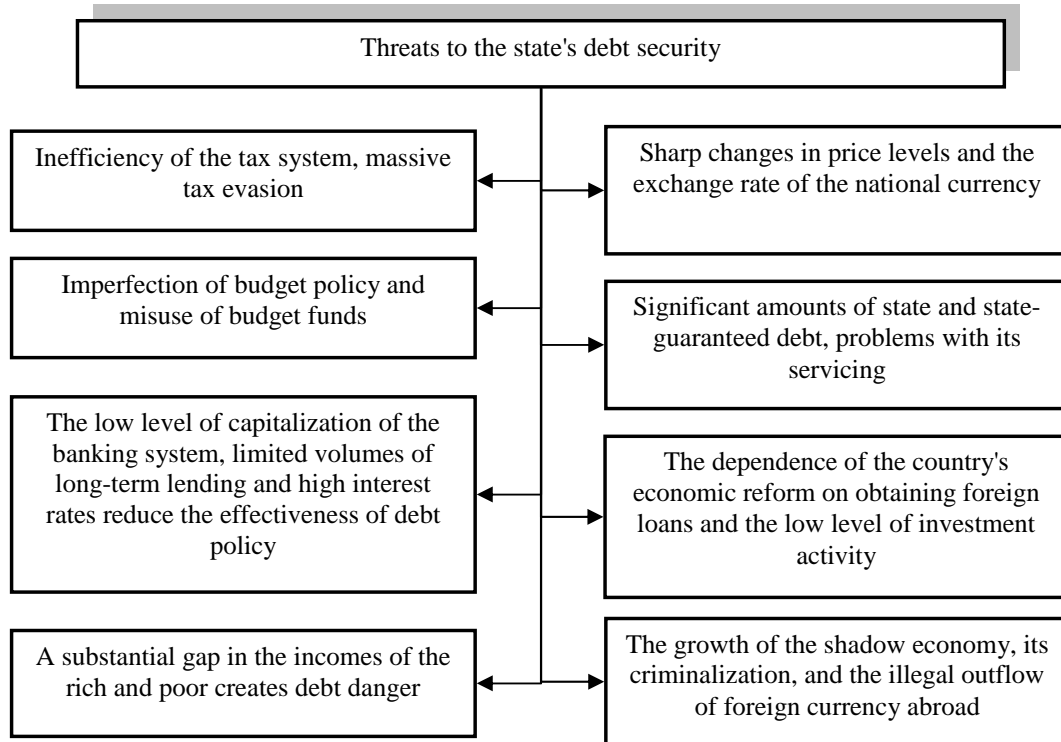 Threats to the state's debt security
Inefficiency of the tax system, massive
tax evasion
Sharp changes in price levels and the
exchange rate of the national currency
Imperfection of budget policy and
misuse of budget funds
Significant amounts of state and state-
guaranteed debt, problems with its
servicing
The low level of capitalization of the
banking system, limited volumes of
long-term lending and high interest
rates reduce the effectiveness of debt
policy
The dependence of the country's
economic reform on obtaining foreign
loans and the low level of investment
activity
A substantial gap in the incomes of the
rich and poor creates debt danger
The growth of the shadow economy, its
criminalization, and the illegal outflow
of foreign currency abroad